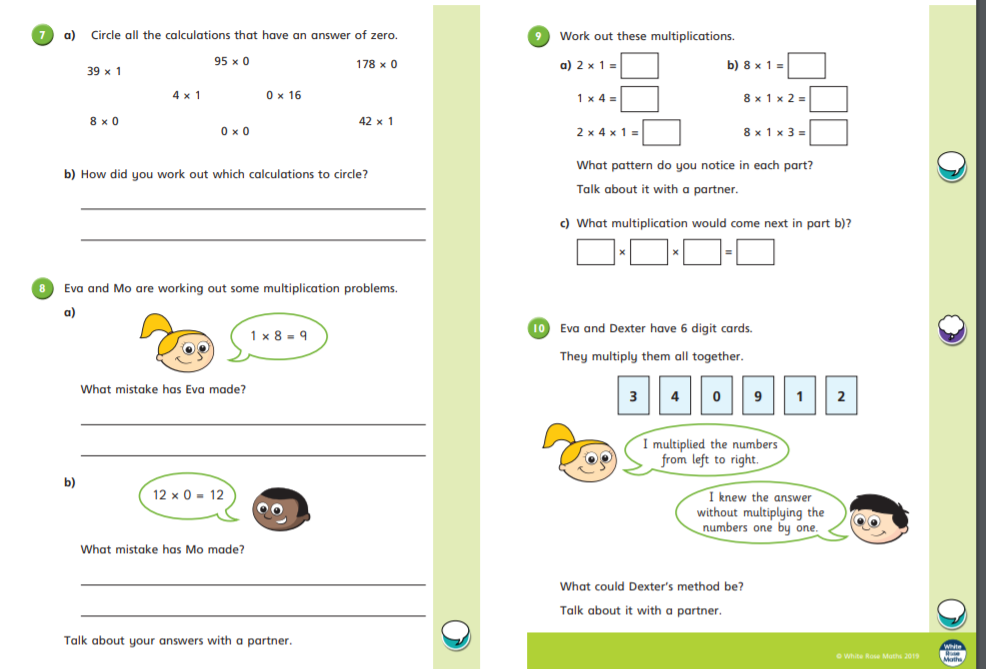 7 a) Circle all the calculations that have an answer of zero.
39 × 1
95 × 0
178 × 0
4 × 1
0 × 16
8 × 0
0 × 0
42 × 1
b) How did you work out which calculations to circle?
8 Eva and Mo are working out some multiplication problems.
a)
1 × 8 = 9
What mistake has Eva made?
b)
12 × 0 = 12
What mistake has Mo made?
Talk about your answers with a partner.
9 Work out these multiplications.
a) 2 × 1 =
1 × 4 =
2 × 4 × 1 =
b) 8 × 1 =
8 × 1 × 2 =
8 × 1 × 3 =
What pattern do you notice in each part?
Talk about it with a partner.
c) What multiplication would come next in part b)?
× × =
10 Eva and Dexter have 6 digit cards.
They multiply them all together.
3 4 0 9 1 2
I multiplied the numbers
from left to right.
I knew the answer
without multiplying the
numbers one by one.
What could Dexter's method be?
Talk about it with a partner.
© White Rose Maths 2019
White
Rose
Maths